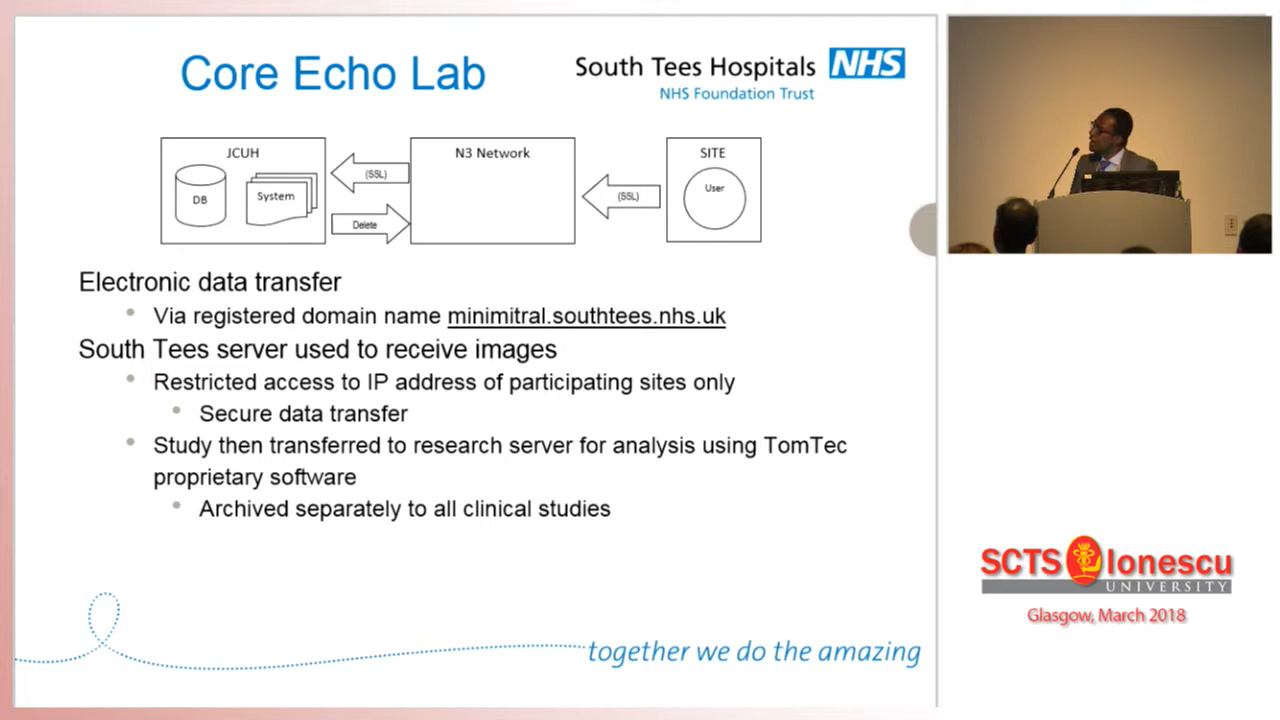 Core Echo Lab
South Tees Hospitals NHS
NHS Foundation Trust
JCUH
DB
System
(SSL)
Delete
N3 Network
(SSL)
SITE
User
Electronic data transfer
• Via registered domain name minimitral.southtees.nhs.uk
South Tees server used to receive images
• Restricted access to IP address of participating sites only
• Secure data transfer
• Study then transferred to research server for analysis using TomTec
proprietary software
• Archived separately to all clinical studies
together we do the amazing
SCTS Ionescu
UNIVERSITY
Glasgow, March 2018